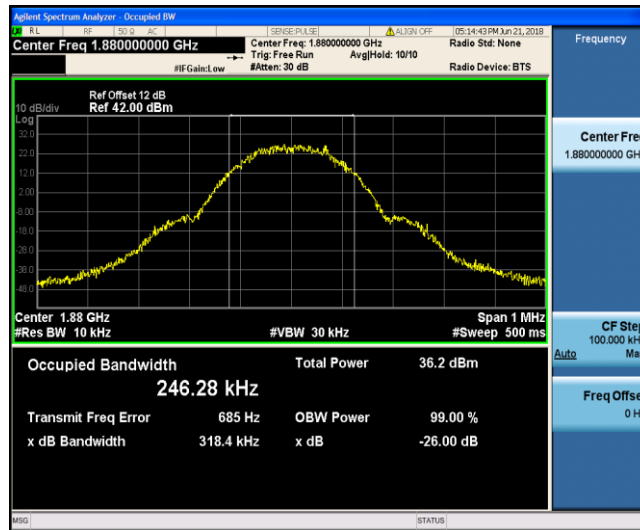 Agilent Spectrum Analyzer - Occupied BW
RL RF 50 Ω AC SENSE:PULSE ALIGN OFF 05:14:43 PM Jun 21, 2018
Center Freq 1.880000000 GHz
Center Freq: 1.880000000 GHz
Radio Std: None
Trig: Free Run Avg|Hold: 10/10
#IFGain:Low #Atten: 30 dB Radio Device: BTS
Frequency
Ref Offset 12 dB
10 dB/div Ref 42.00 dBm
Log
32.0
22.0
12.0
2.00
-8.00
-18.0
-28.0
-38.0
-48.0
Center 1.88 GHz Span 1 MHz
#Res BW 10 kHz #VBW 30 kHz #Sweep 500 ms
Occupied Bandwidth Total Power 36.2 dBm
246.28 kHz
Transmit Freq Error 685 Hz OBW Power 99.00 %
x dB Bandwidth 318.4 kHz x dB -26.00 dB
Center Fre
1.880000000 GH
CF Ste
100.000 kH
Auto Ma
Freq Offse
0 H
MSG STATUS